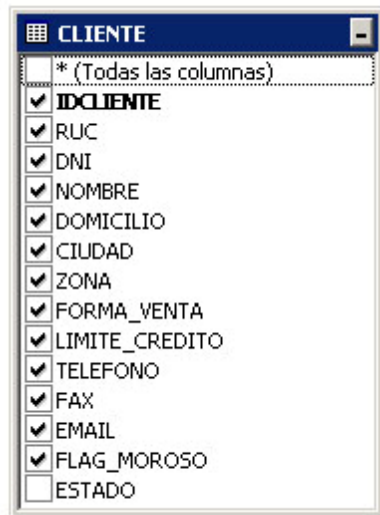 CLIENTE
* (Todas las columnas)
IDCLIENTE
RUC
DNI
NOMBRE
DOMICILIO
CIUDAD
ZONA
FORMA_VENTA
LIMITE_CREDITO
TELEFONO
FAX
EMAIL
FLAG_MOROSO
ESTADO